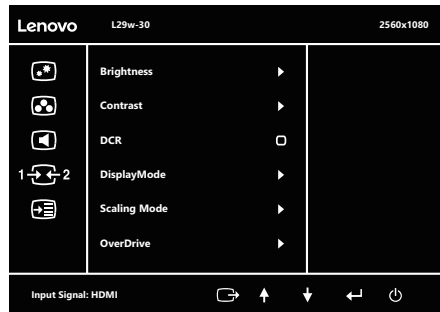 Lenovo L29w-30 2560x1080
Brightness
Contrast
DCR
1 2 DisplayMode
Scaling Mode
OverDrive
Input Signal: HDMI